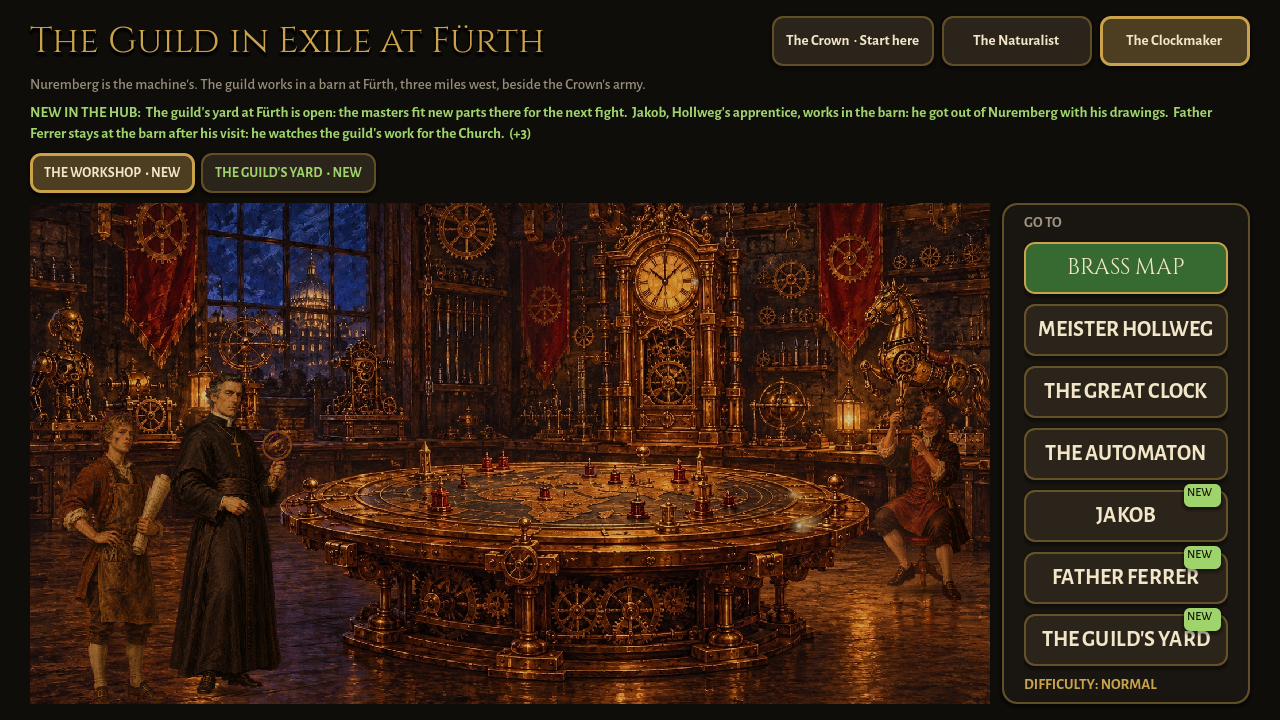 The Guild in Exile at Fürth
The Crown · Start here
The Naturalist
The Clockmaker
Nuremberg is the machine's. The guild works in a barn at Fürth, three miles west, beside the Crown's army.
NEW IN THE HUB: The guild's yard at Fürth is open: the masters fit new parts there for the next fight. Jakob, Hollweg's apprentice, works in the barn: he got out of Nuremberg with his drawings. Father
Ferrer stays at the barn after his visit: he watches the guild's work for the Church. (+3)
THE WORKSHOP · NEW
THE GUILD'S YARD · NEW
GO TO
BRASS MAP
MEISTER HOLLWEG
THE GREAT CLOCK
THE AUTOMATON
NEW
JAKOB
NEW
FATHER FERRER
NEW
THE GUILD'S YARD
DIFFICULTY: NORMAL